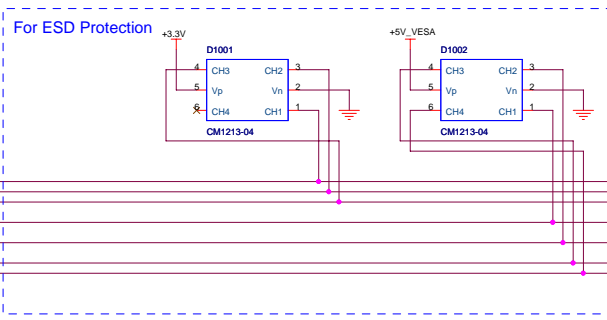 For ESD Protection
+3.3V
+5V_VESA
D1001
D1002
4 CH3 CH2 3
5 Vp Vn 2
6 CH4 CH1 1
CM1213-04
4 CH3 CH2 3
5 Vp Vn 2
6 CH4 CH1 1
CM1213-04